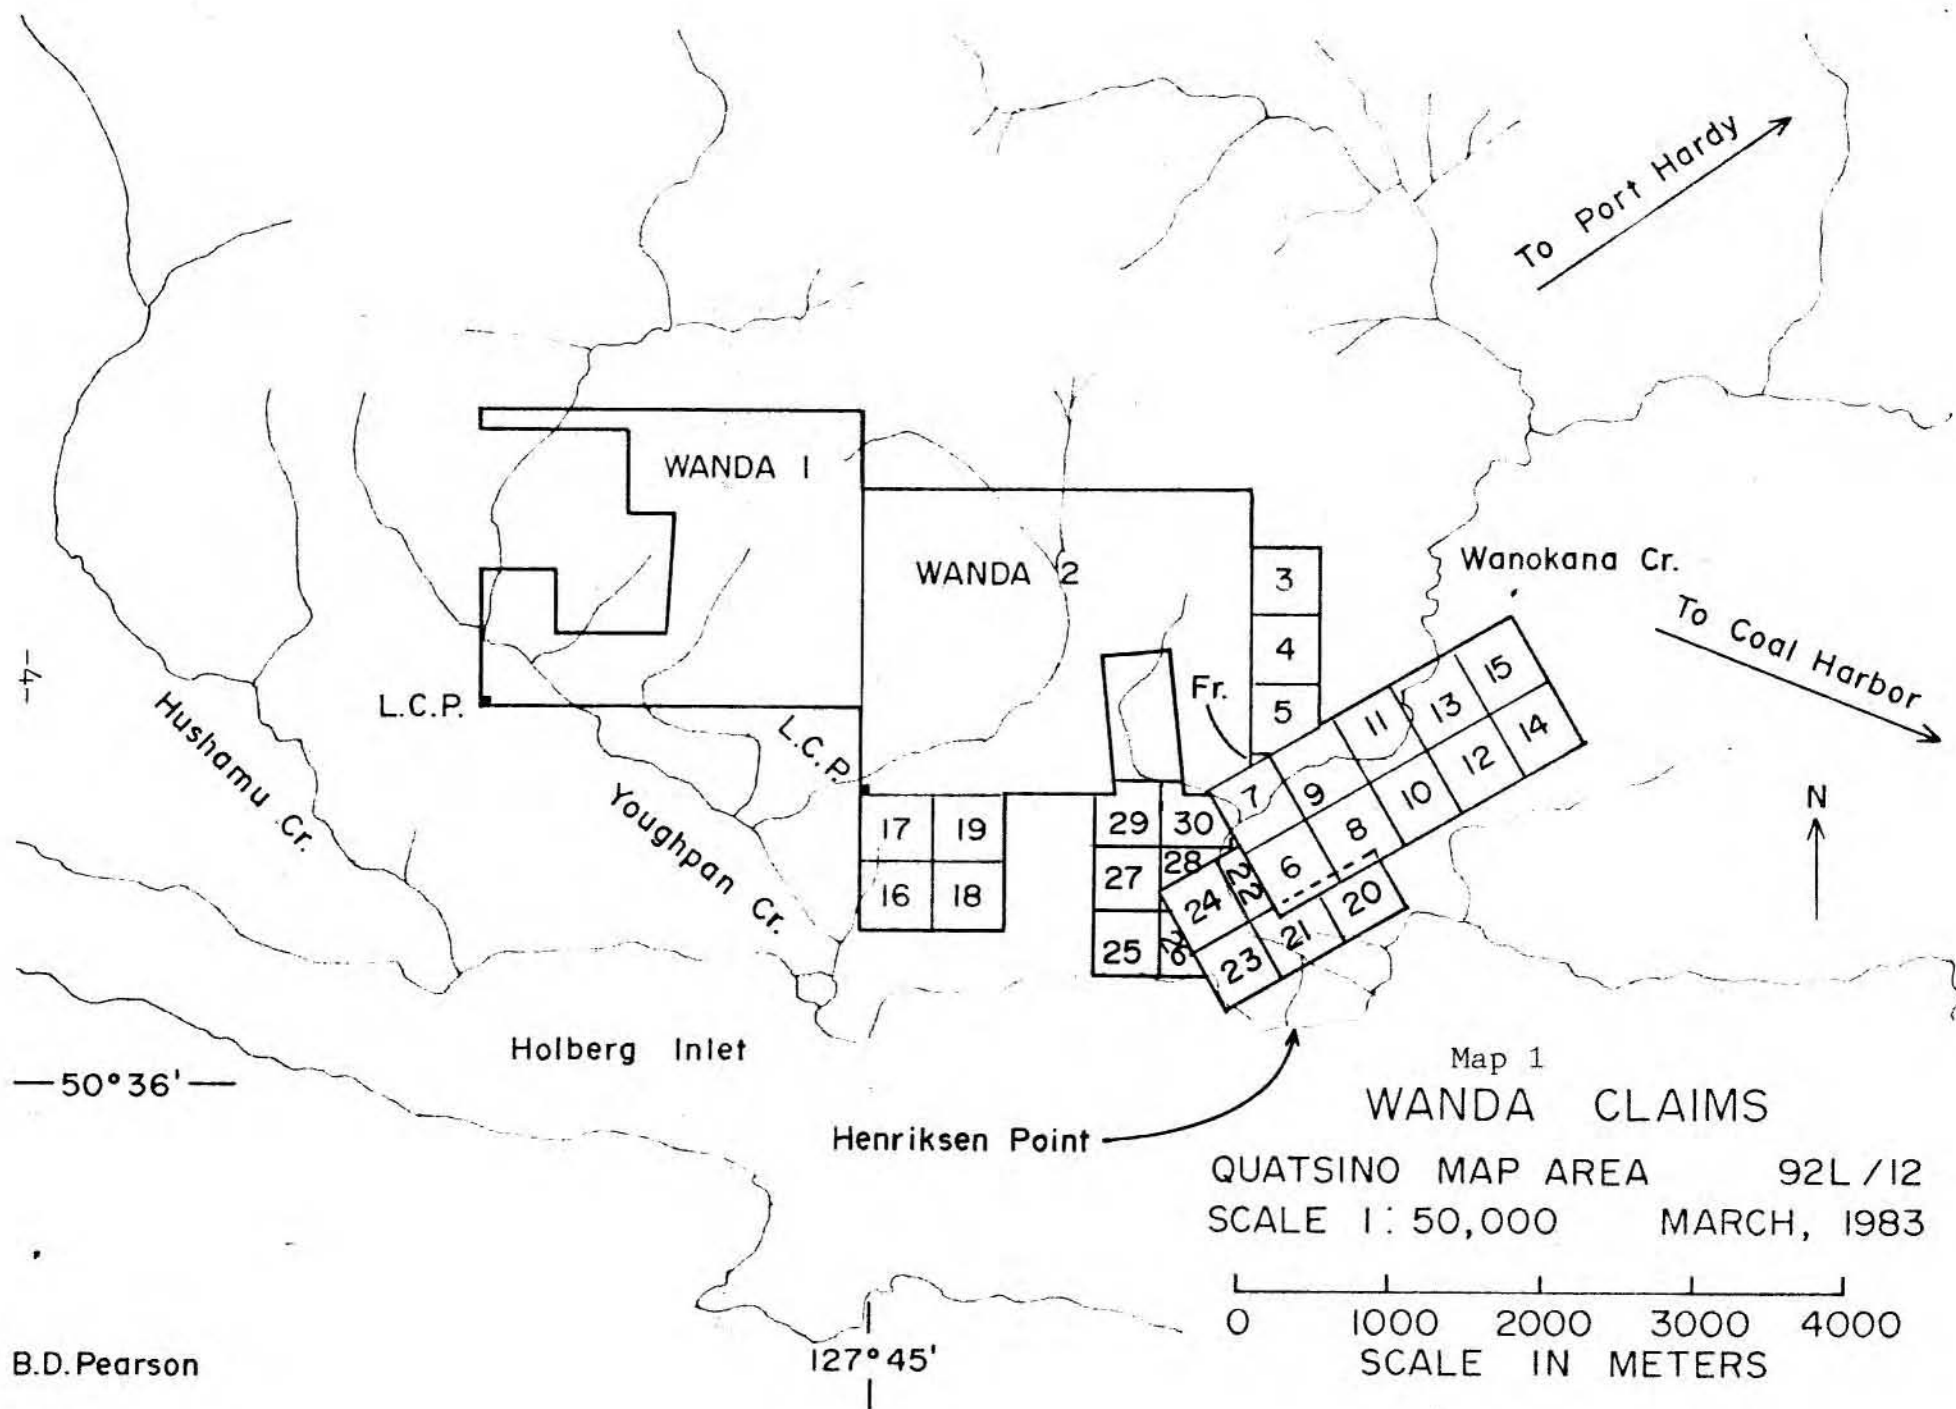 To Port Hardy
WANDA 1
WANDA 2
Wanokana Cr.
To Coal Harbor
3
4
5
Fr.
L.C.P.
L.C.P.
-4-
Hushamu Cr.
Youghpan Cr.
15
13
11
14
12
9
10
7
8
6
17
19
16
18
29
30
27
28
25
26
24
22
23
21
20
N
Holberg Inlet
50°36'
Henriksen Point
Map 1
WANDA CLAIMS
QUATSINO MAP AREA 92L/12
SCALE 1:50,000 MARCH, 1983
0 1000 2000 3000 4000
SCALE IN METERS
B.D. Pearson
127°45'